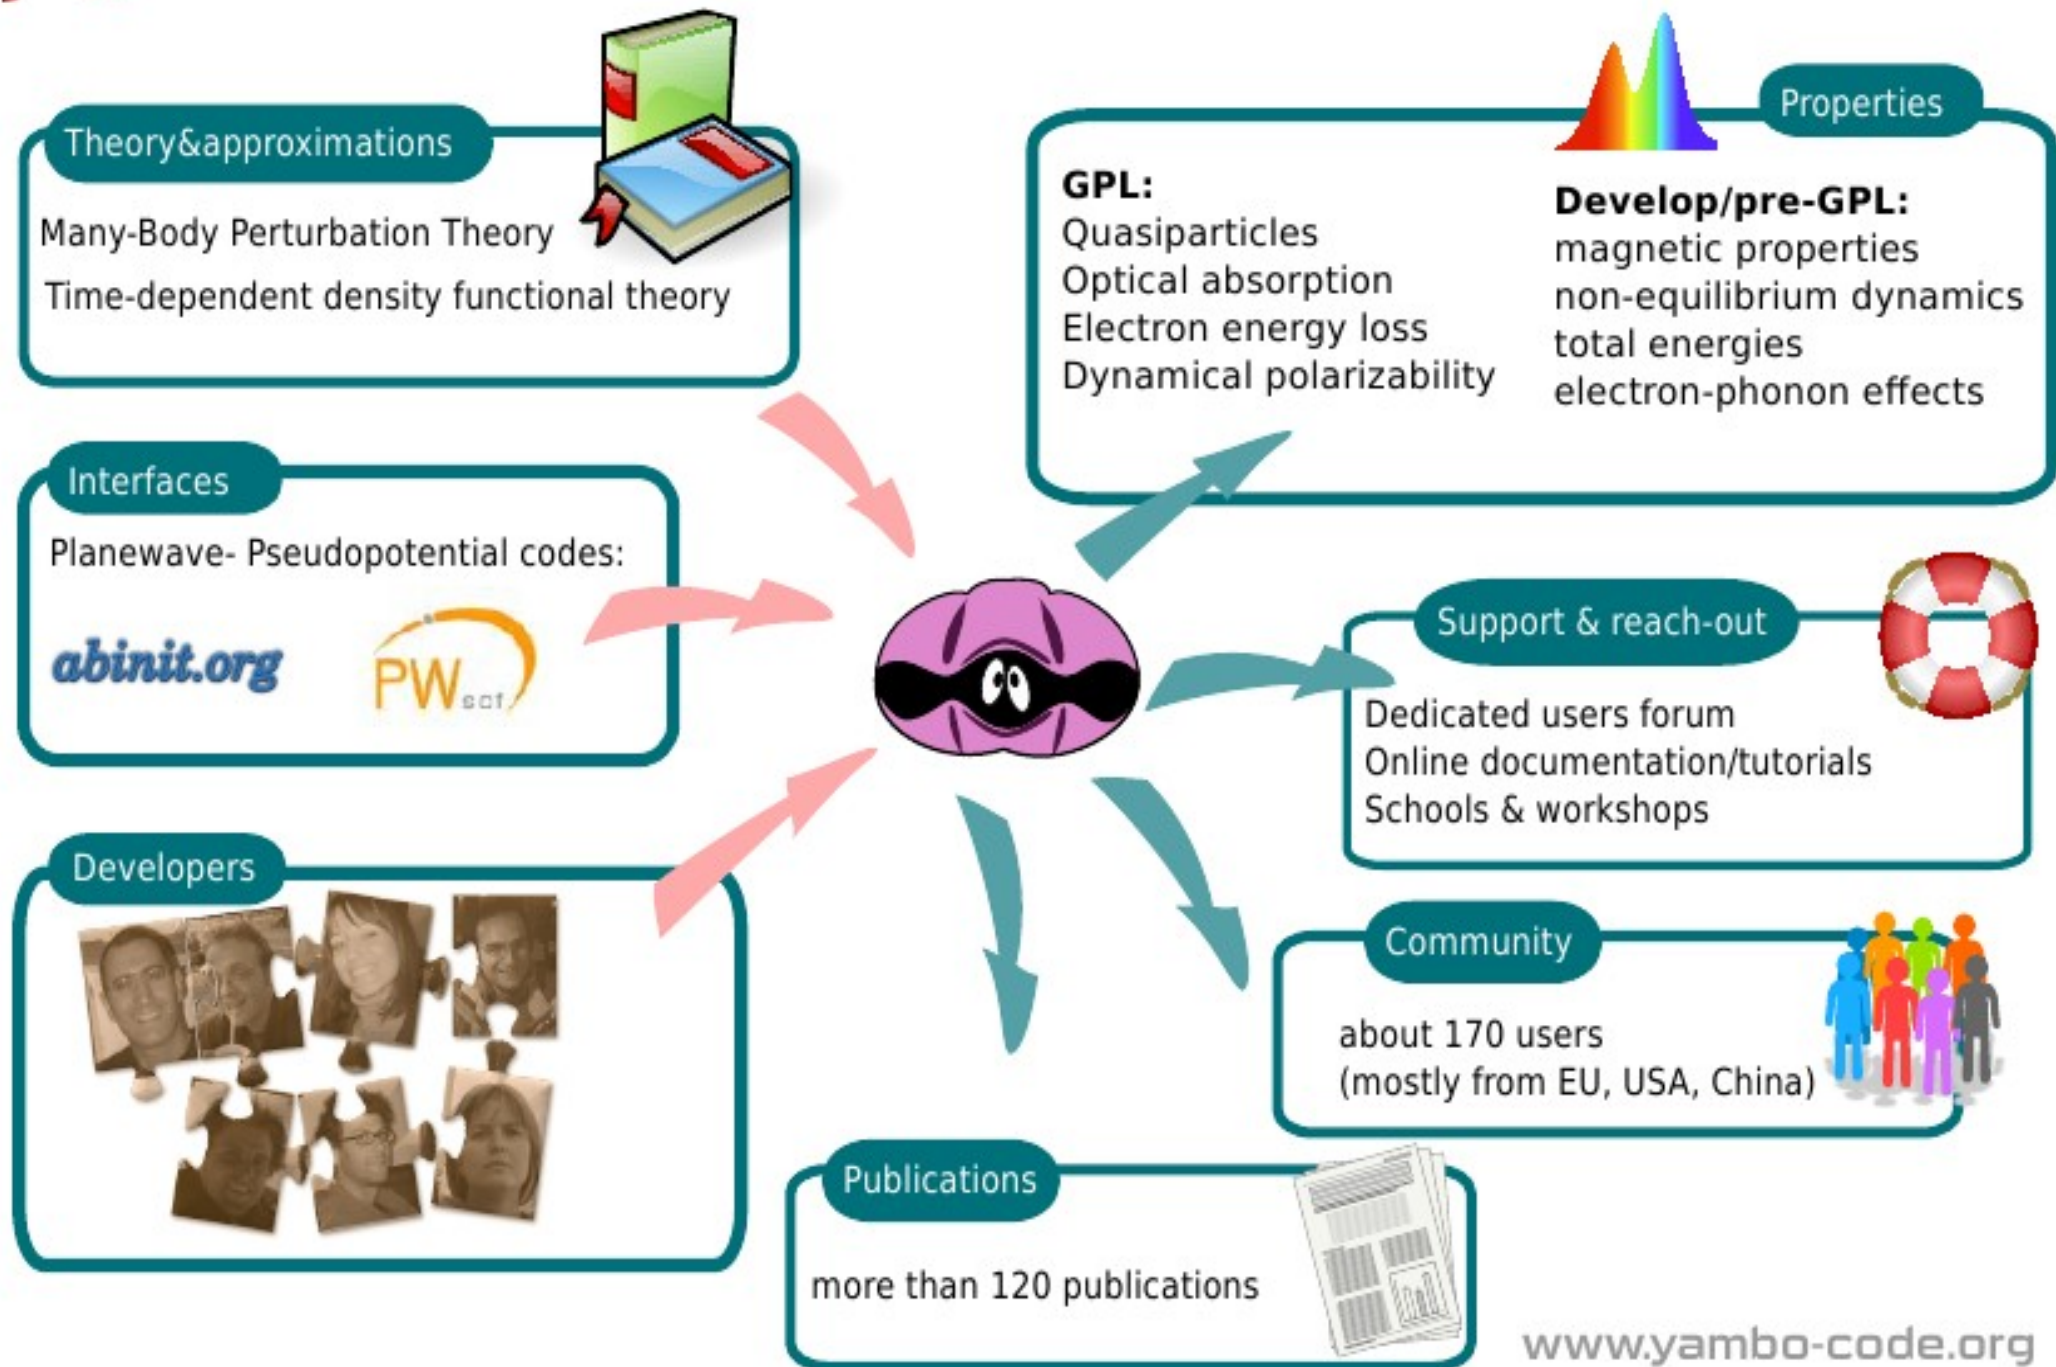 Theory&approximations
Many-Body Perturbation Theory
Time-dependent density functional theory
Interfaces
Planewave- Pseudopotential codes:
abinit.org
PWscf
Developers
Properties
GPL:
Quasiparticles
Optical absorption
Electron energy loss
Dynamical polarizability
Develop/pre-GPL:
magnetic properties
non-equilibrium dynamics
total energies
electron-phonon effects
Support & reach-out
Dedicated users forum
Online documentation/tutorials
Schools & workshops
Community
about 170 users
(mostly from EU, USA, China)
Publications
more than 120 publications
www.yambo-code.org